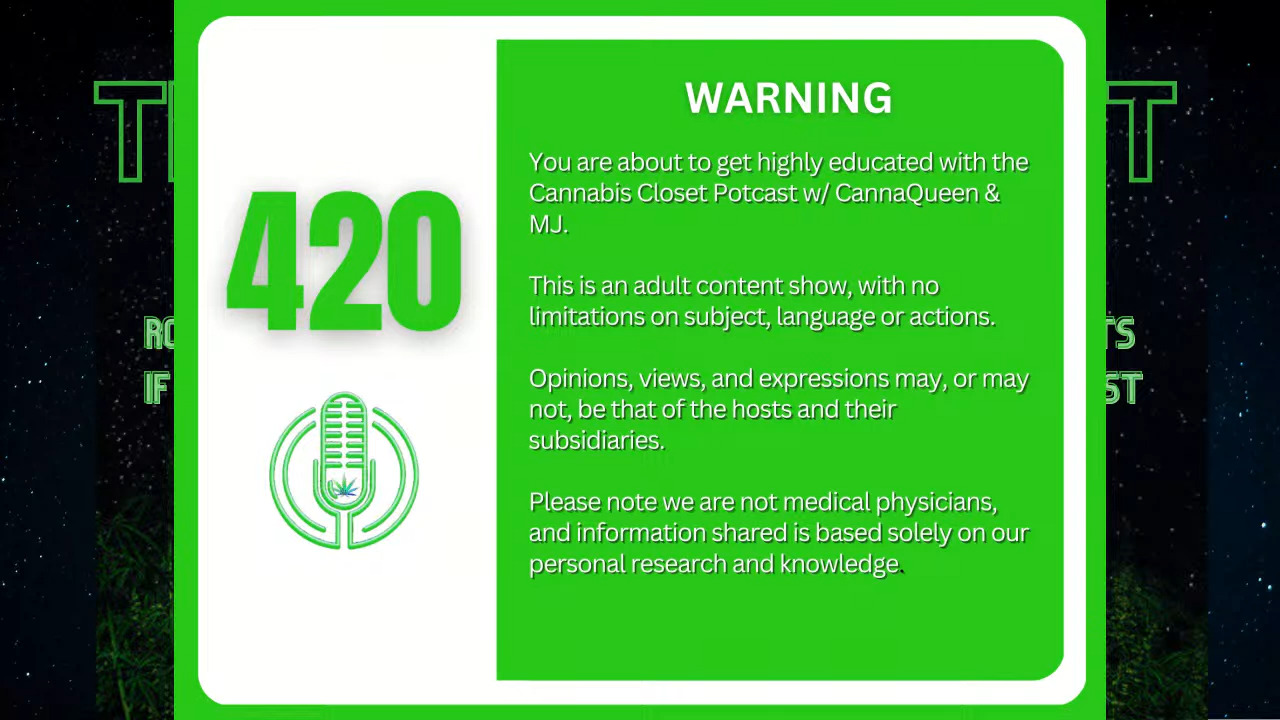 WARNING
You are about to get highly educated with the
Cannabis Closet Potcast w/ CannaQueen &
MJ.
This is an adult content show, with no
limitations on subject, language or actions.
Opinions, views, and expressions may, or may
not, be that of the hosts and their
subsidiaries.
Please note we are not medical physicians,
and information shared is based solely on our
personal research and knowledge.
420